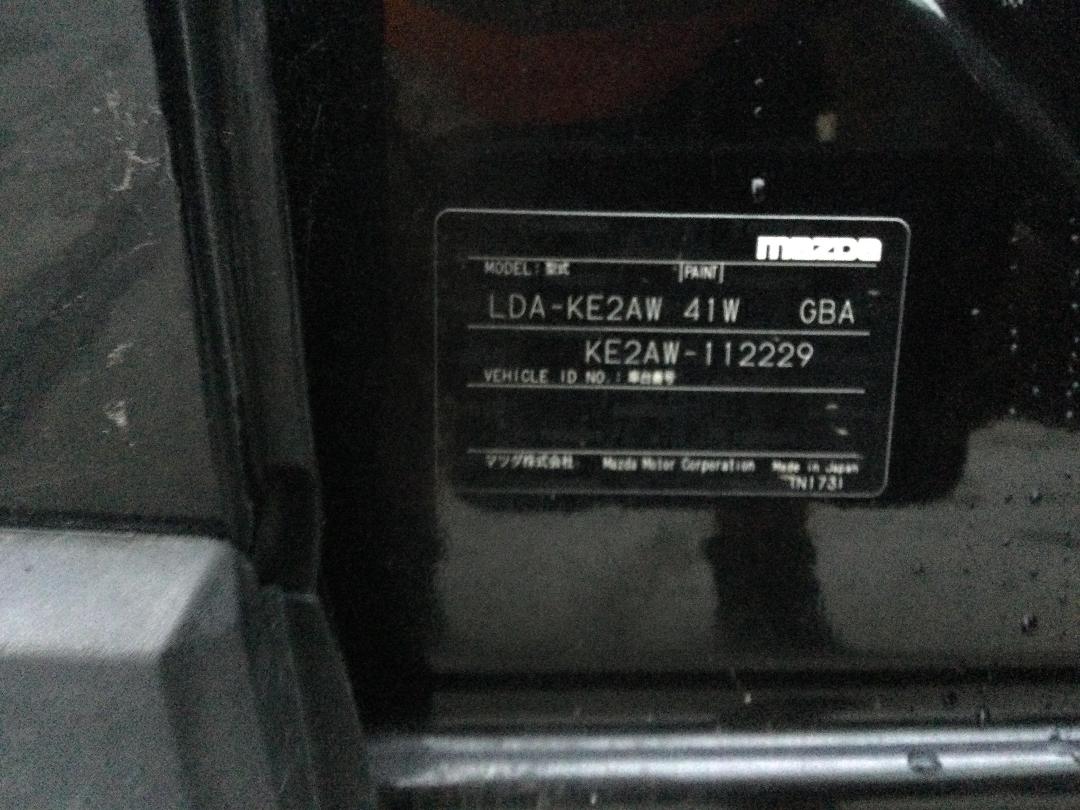 mazda
MODEL: 型式 PAINT
LDA-KE2AW 41W GBA
KE2AW-112229
VEHICLE ID NO.: 車台番号
マツダ株式会社 Mazda Motor Corporation Made in Japan
TN1731